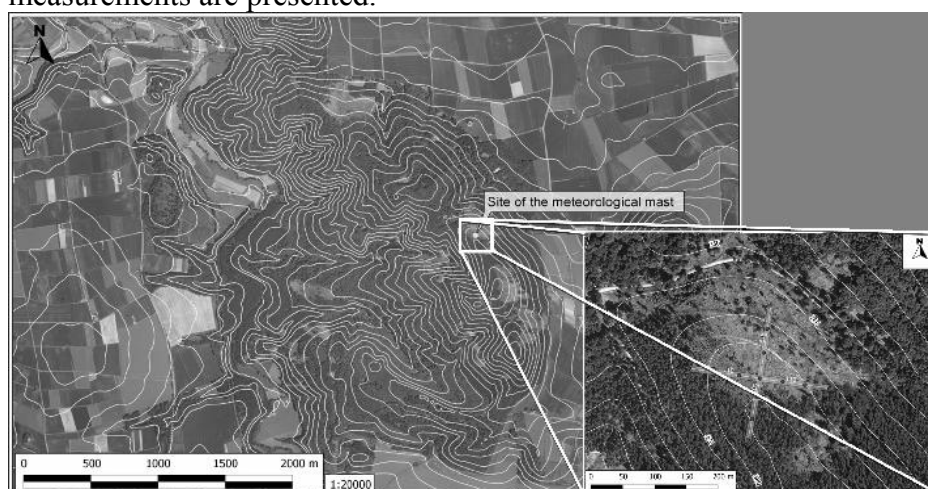 measurements are presented.
N
Site of the meteorological mast
N
0 500 1000 1500 2000 m
1:20000
0 50 100 150 200 m